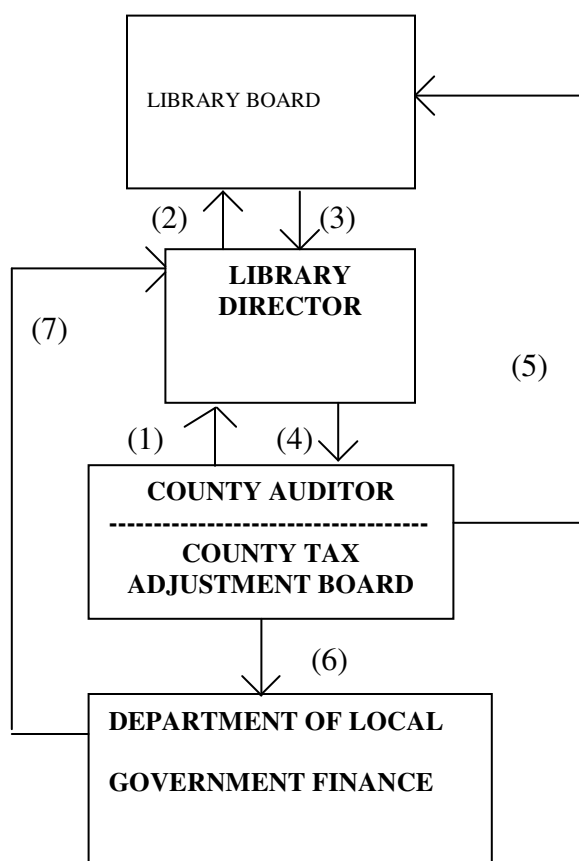 LIBRARY BOARD
(2)
(3)
LIBRARY
DIRECTOR
(7)
(5)
(1)
(4)
COUNTY AUDITOR
-----------------------------------
COUNTY TAX
ADJUSTMENT BOARD
(6)
DEPARTMENT OF LOCAL
GOVERNMENT FINANCE